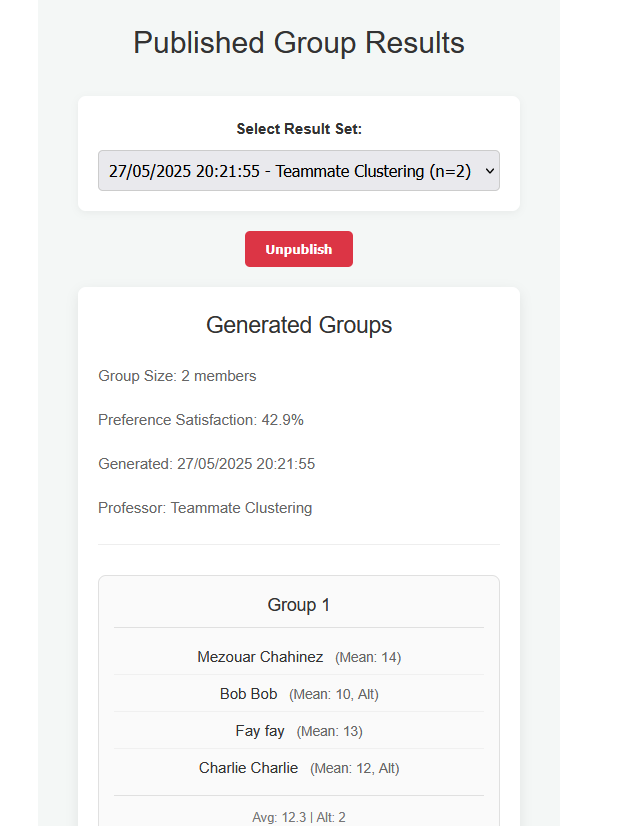 Published Group Results
Select Result Set:
27/05/2025 20:21:55 - Teammate Clustering (n=2)
Unpublish
Generated Groups
Group Size: 2 members
Preference Satisfaction: 42.9%
Generated: 27/05/2025 20:21:55
Professor: Teammate Clustering
Group 1
Mezouar Chahinez (Mean: 14)
Bob Bob (Mean: 10, Alt)
Fay fay (Mean: 13)
Charlie Charlie (Mean: 12, Alt)
Avg: 12.3 | Alt: 2